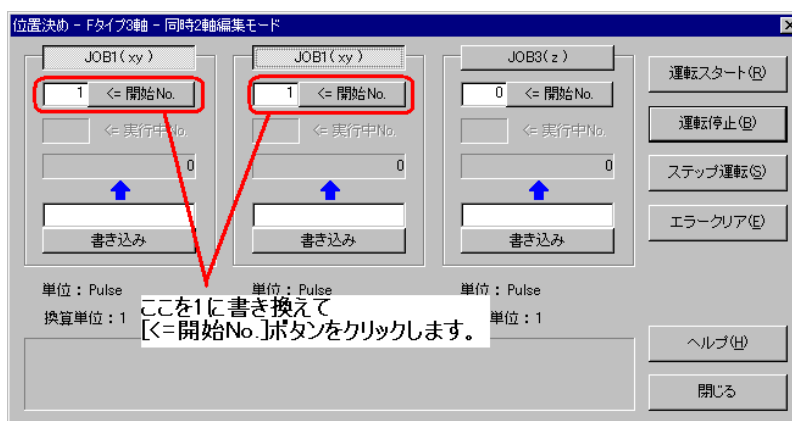 位置決め - Fタイプ3軸 - 同時2軸編集モード
JOB1( xy )
JOB1( xy )
JOB3( z )
運転スタート(R)
1 <= 開始No.
1 <= 開始No.
0 <= 開始No.
<= 実行中No.
<= 実行中No.
<= 実行中No.
運転停止(B)
0
0
0
ステップ運転(S)
エラークリア(E)
書き込み
書き込み
書き込み
単位：Pulse
単位：Pulse
単位：Pulse
換算単位：1
単位：1
ここを1に書き換えて
[<=開始No.]ボタンをクリックします。
ヘルプ(H)
閉じる